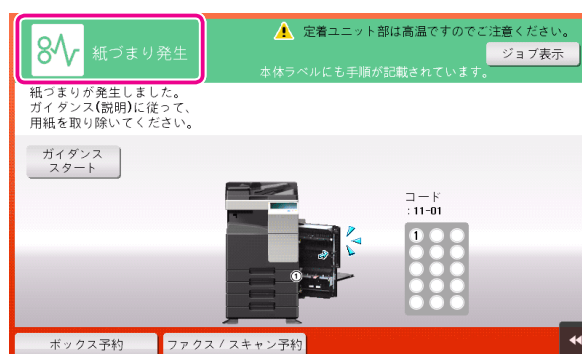 紙づまり発生
定着ユニット部は高温ですのでご注意ください。
ジョブ表示
本体ラベルにも手順が記載されています。
紙づまりが発生しました。
ガイダンス(説明)に従って、
用紙を取り除いてください。
ガイダンス
スタート
コード
: 11-01
1
①
ボックス予約
ファクス / スキャン予約